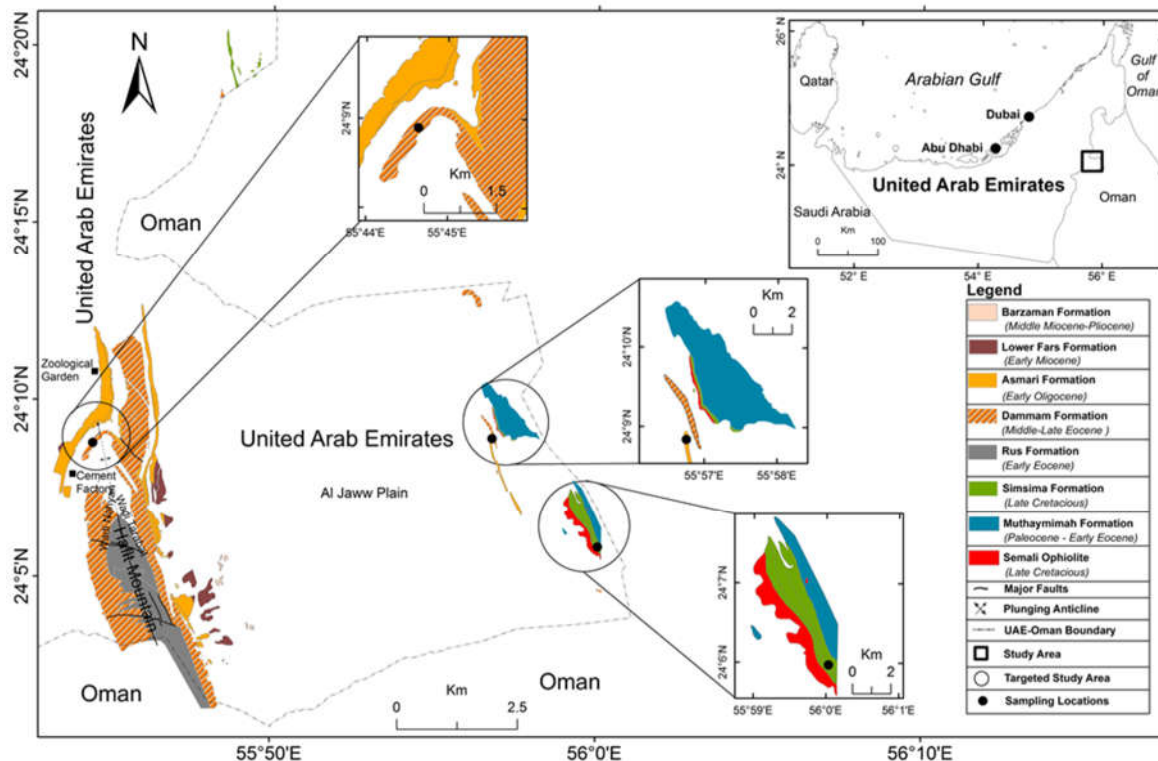 24°20'N
24°15'N
24°10'N
24°5'N
55°50'E
56°0'E
56°10'E
N
United Arab Emirates
Oman
Zoological
Garden
Cement
Factory
Hafit Mountain
United Arab Emirates
Al Jaww Plain
Oman
Oman
Km
0
2.5
24°9'N
Km
0
1.5
55°44'E
55°45'E
Km
0
2
24°10'N
24°9'N
55°57'E
55°58'E
24°7'N
24°6'N
Km
0
2
55°59'E
56°0'E
56°1'E
26° N
24° N
Qatar
Arabian Gulf
Gulf
of
Oman
Dubai
Abu Dhabi
United Arab Emirates
Oman
Saudi Arabia
Km
0
100
52° E
54° E
56° E
Legend
Barzaman Formation
(Middle Miocene-Pliocene)
Lower Fars Formation
(Early Miocene)
Asmari Formation
(Early Oligocene)
Dammam Formation
(Middle-Late Eocene )
Rus Formation
(Early Eocene)
Simsima Formation
(Late Cretacious)
Muthaymimah Formation
(Paleocene - Early Eocene)
Semali Ophiolite
(Late Cretacious)
Major Faults
Plunging Anticline
UAE-Oman Boundary
Study Area
Targeted Study Area
Sampling Locations